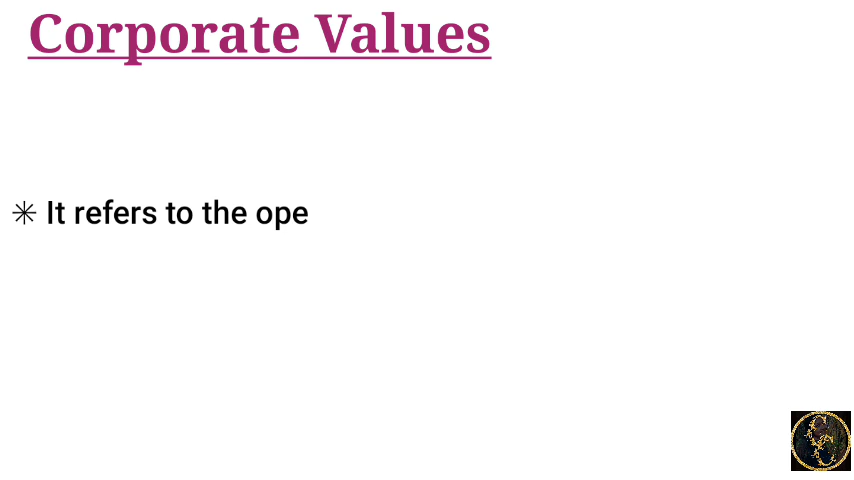 Corporate Values
✳ It refers to the ope